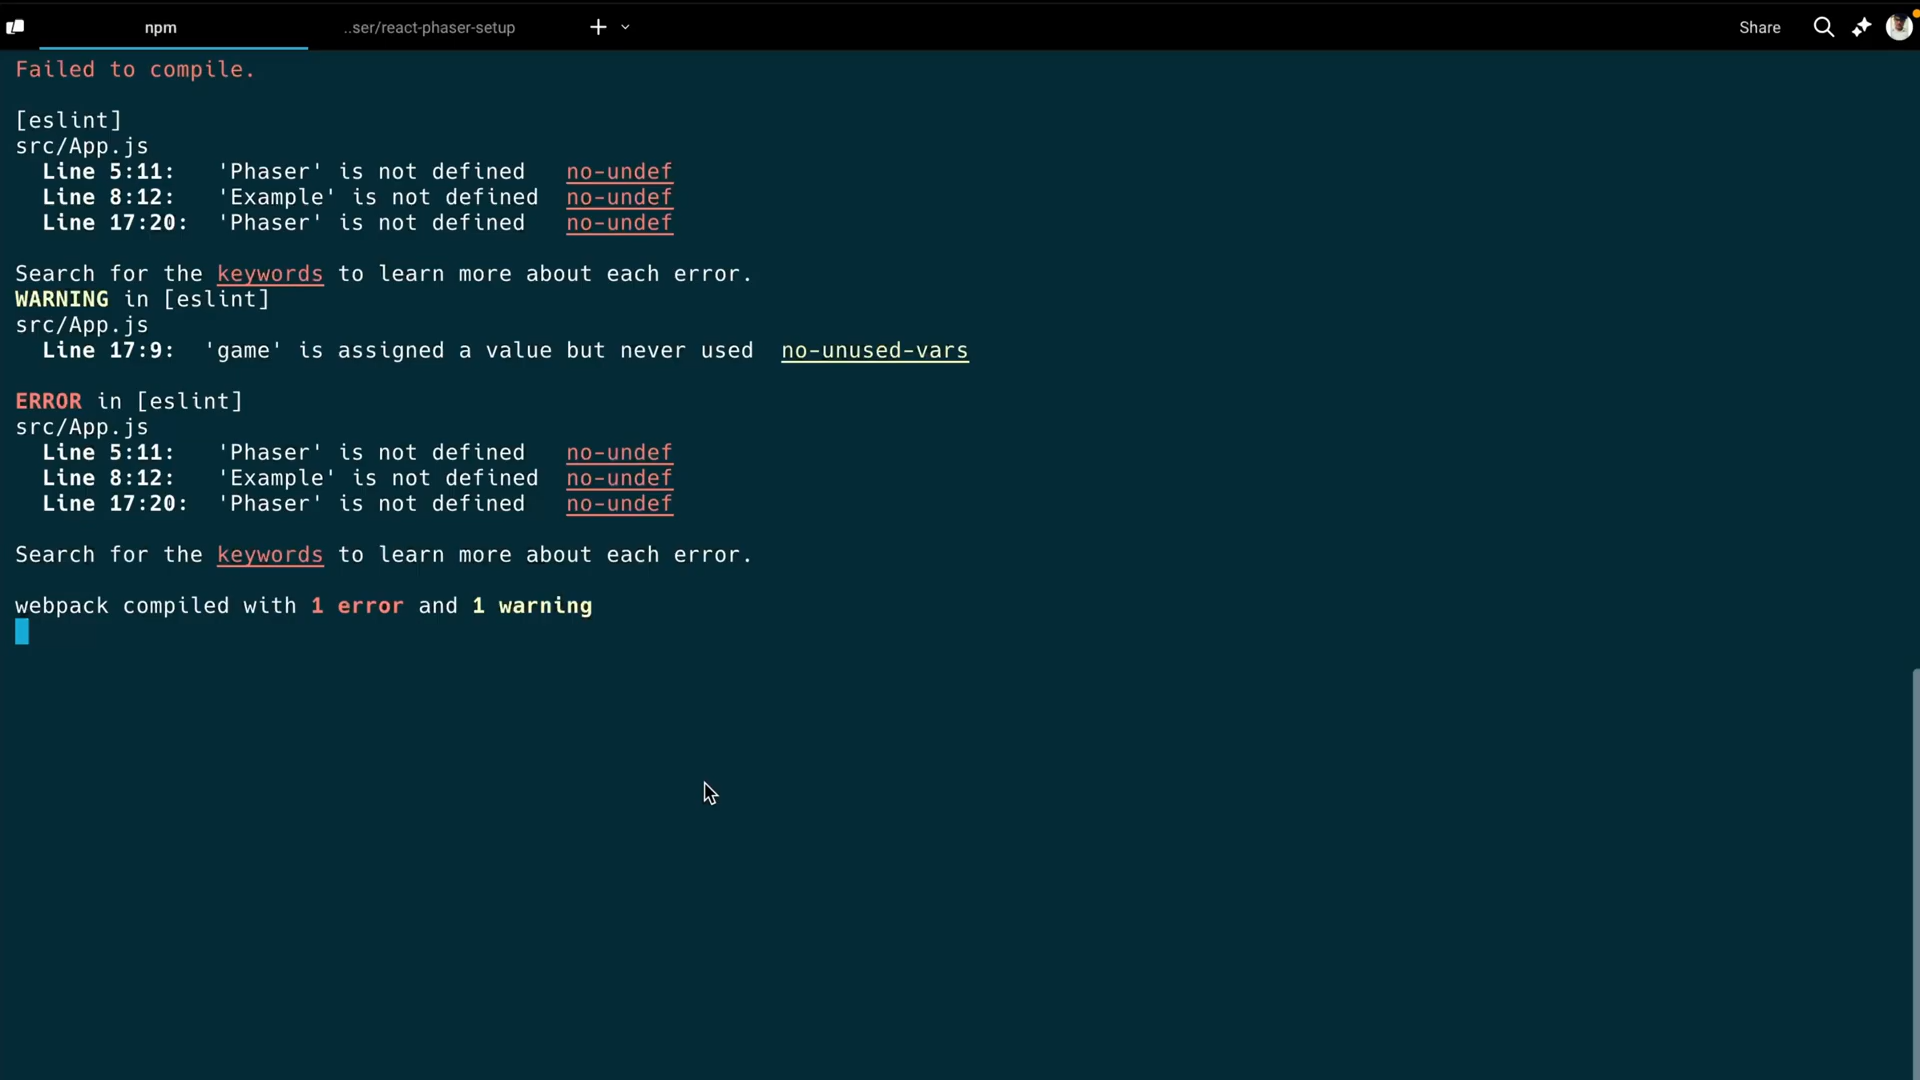 npm
..ser/react-phaser-setup
Share
Failed to compile.
[eslint]
src/App.js
Line 5:11: 'Phaser' is not defined no-undef
Line 8:12: 'Example' is not defined no-undef
Line 17:20: 'Phaser' is not defined no-undef
Search for the keywords to learn more about each error.
WARNING in [eslint]
src/App.js
Line 17:9: 'game' is assigned a value but never used no-unused-vars
ERROR in [eslint]
src/App.js
Line 5:11: 'Phaser' is not defined no-undef
Line 8:12: 'Example' is not defined no-undef
Line 17:20: 'Phaser' is not defined no-undef
Search for the keywords to learn more about each error.
webpack compiled with 1 error and 1 warning